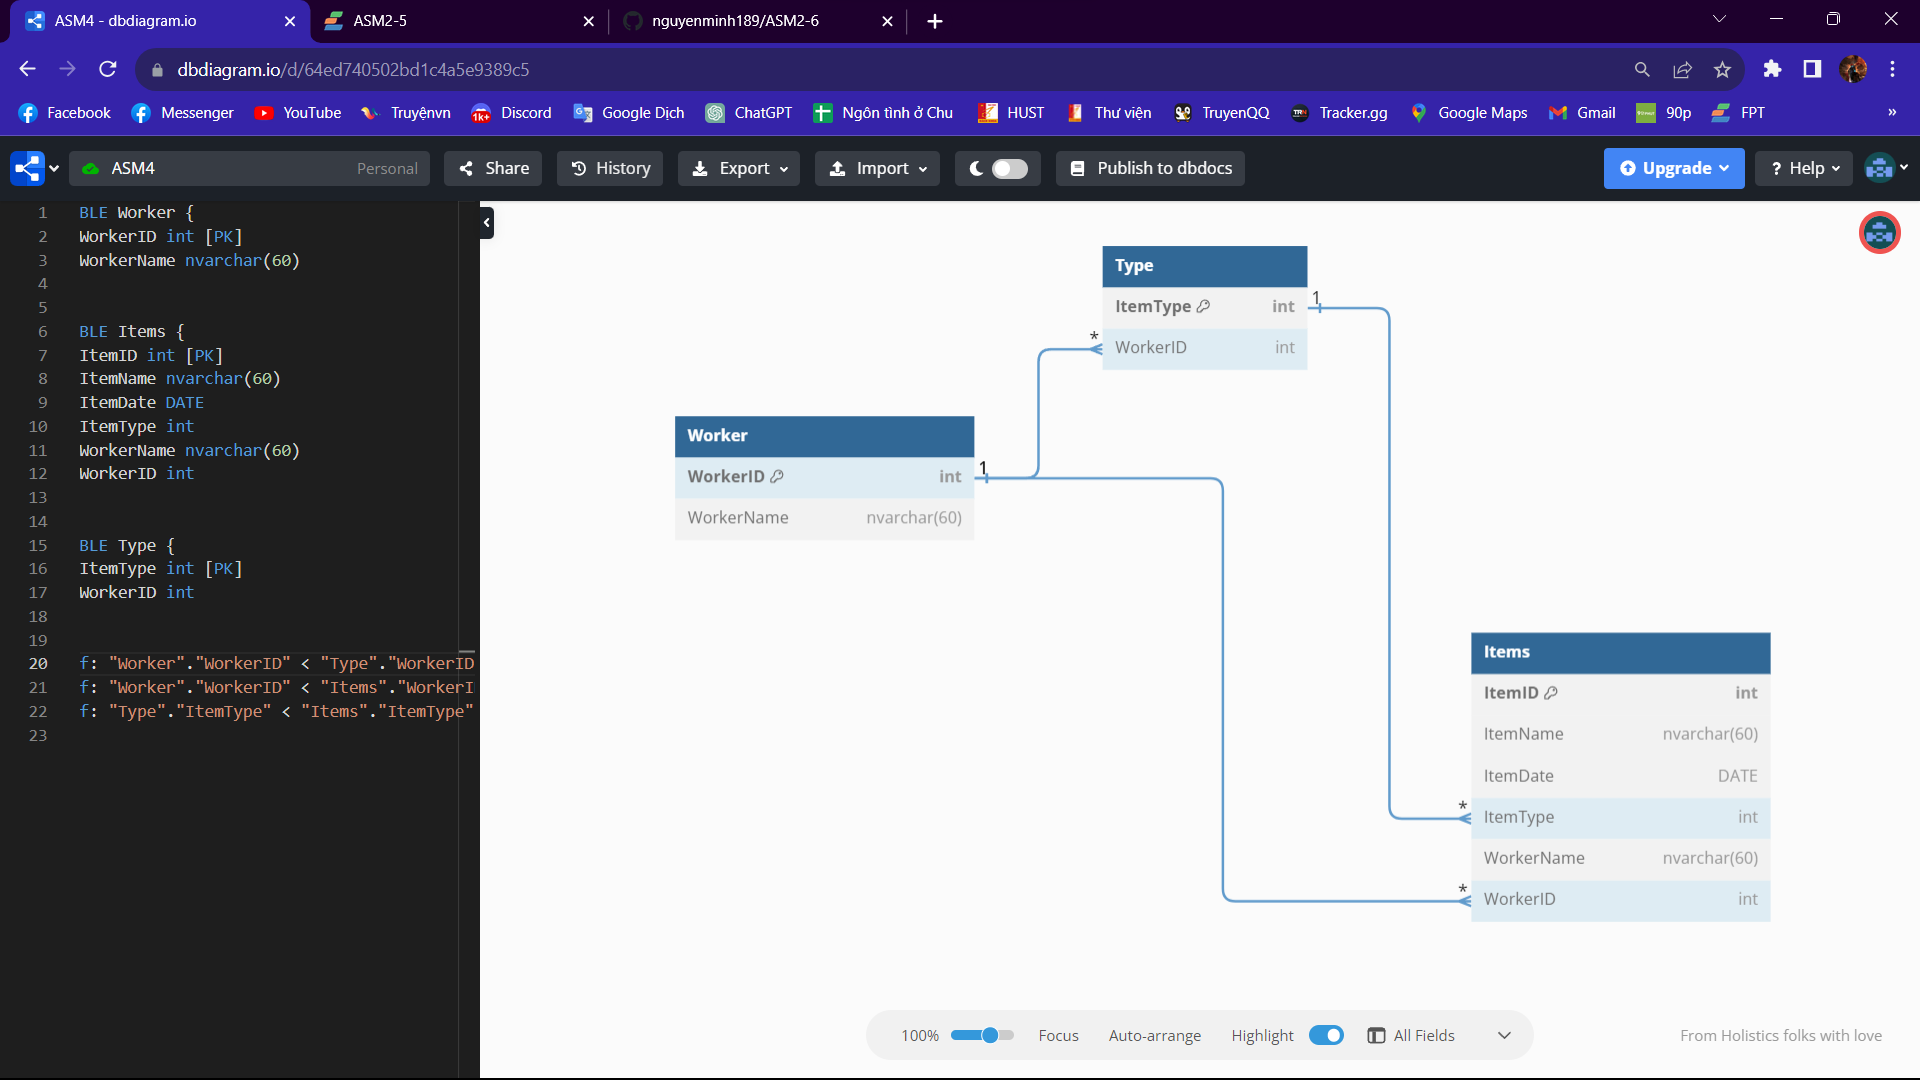 ASM4 - dbdiagram.io
ASM2-5
nguyenminh189/ASM2-6
dbdiagram.io/d/64ed740502bd1c4a5e9389c5
Facebook
Messenger
YouTube
Truyệnvn
1k+
Discord
Google Dịch
ChatGPT
Ngôn tình ở Chu
HUST
Thư viện
TruyenQQ
TRN
Tracker.gg
Google Maps
Gmail
90p
FPT
»
ASM4 Personal
Share
History
Export
Import
Publish to dbdocs
Upgrade
? Help
1 BLE Worker {
2 WorkerID int [PK]
3 WorkerName nvarchar(60)
4
5
6 BLE Items {
7 ItemID int [PK]
8 ItemName nvarchar(60)
9 ItemDate DATE
10 ItemType int
11 WorkerName nvarchar(60)
12 WorkerID int
13
14
15 BLE Type {
16 ItemType int [PK]
17 WorkerID int
18
19
20 f: "Worker"."WorkerID" < "Type"."WorkerID
21 f: "Worker"."WorkerID" < "Items"."WorkerI
22 f: "Type"."ItemType" < "Items"."ItemType"
23
Type
ItemType int
1
*
WorkerID int
Worker
WorkerID int
1
WorkerName nvarchar(60)
Items
ItemID int
ItemName nvarchar(60)
ItemDate DATE
*
ItemType int
WorkerName nvarchar(60)
*
WorkerID int
100%
Focus
Auto-arrange
Highlight
All Fields
From Holistics folks with love